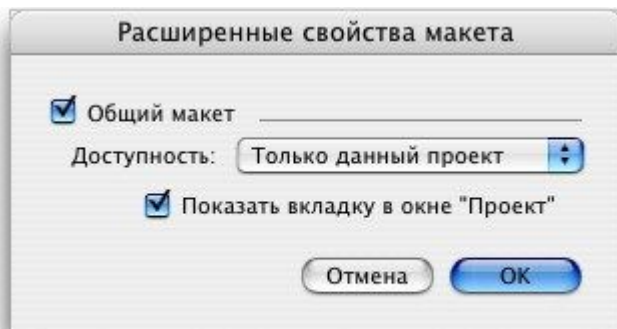 Расширенные свойства макета
Общий макет
Доступность: Только данный проект
Показать вкладку в окне "Проект"
Отмена OK